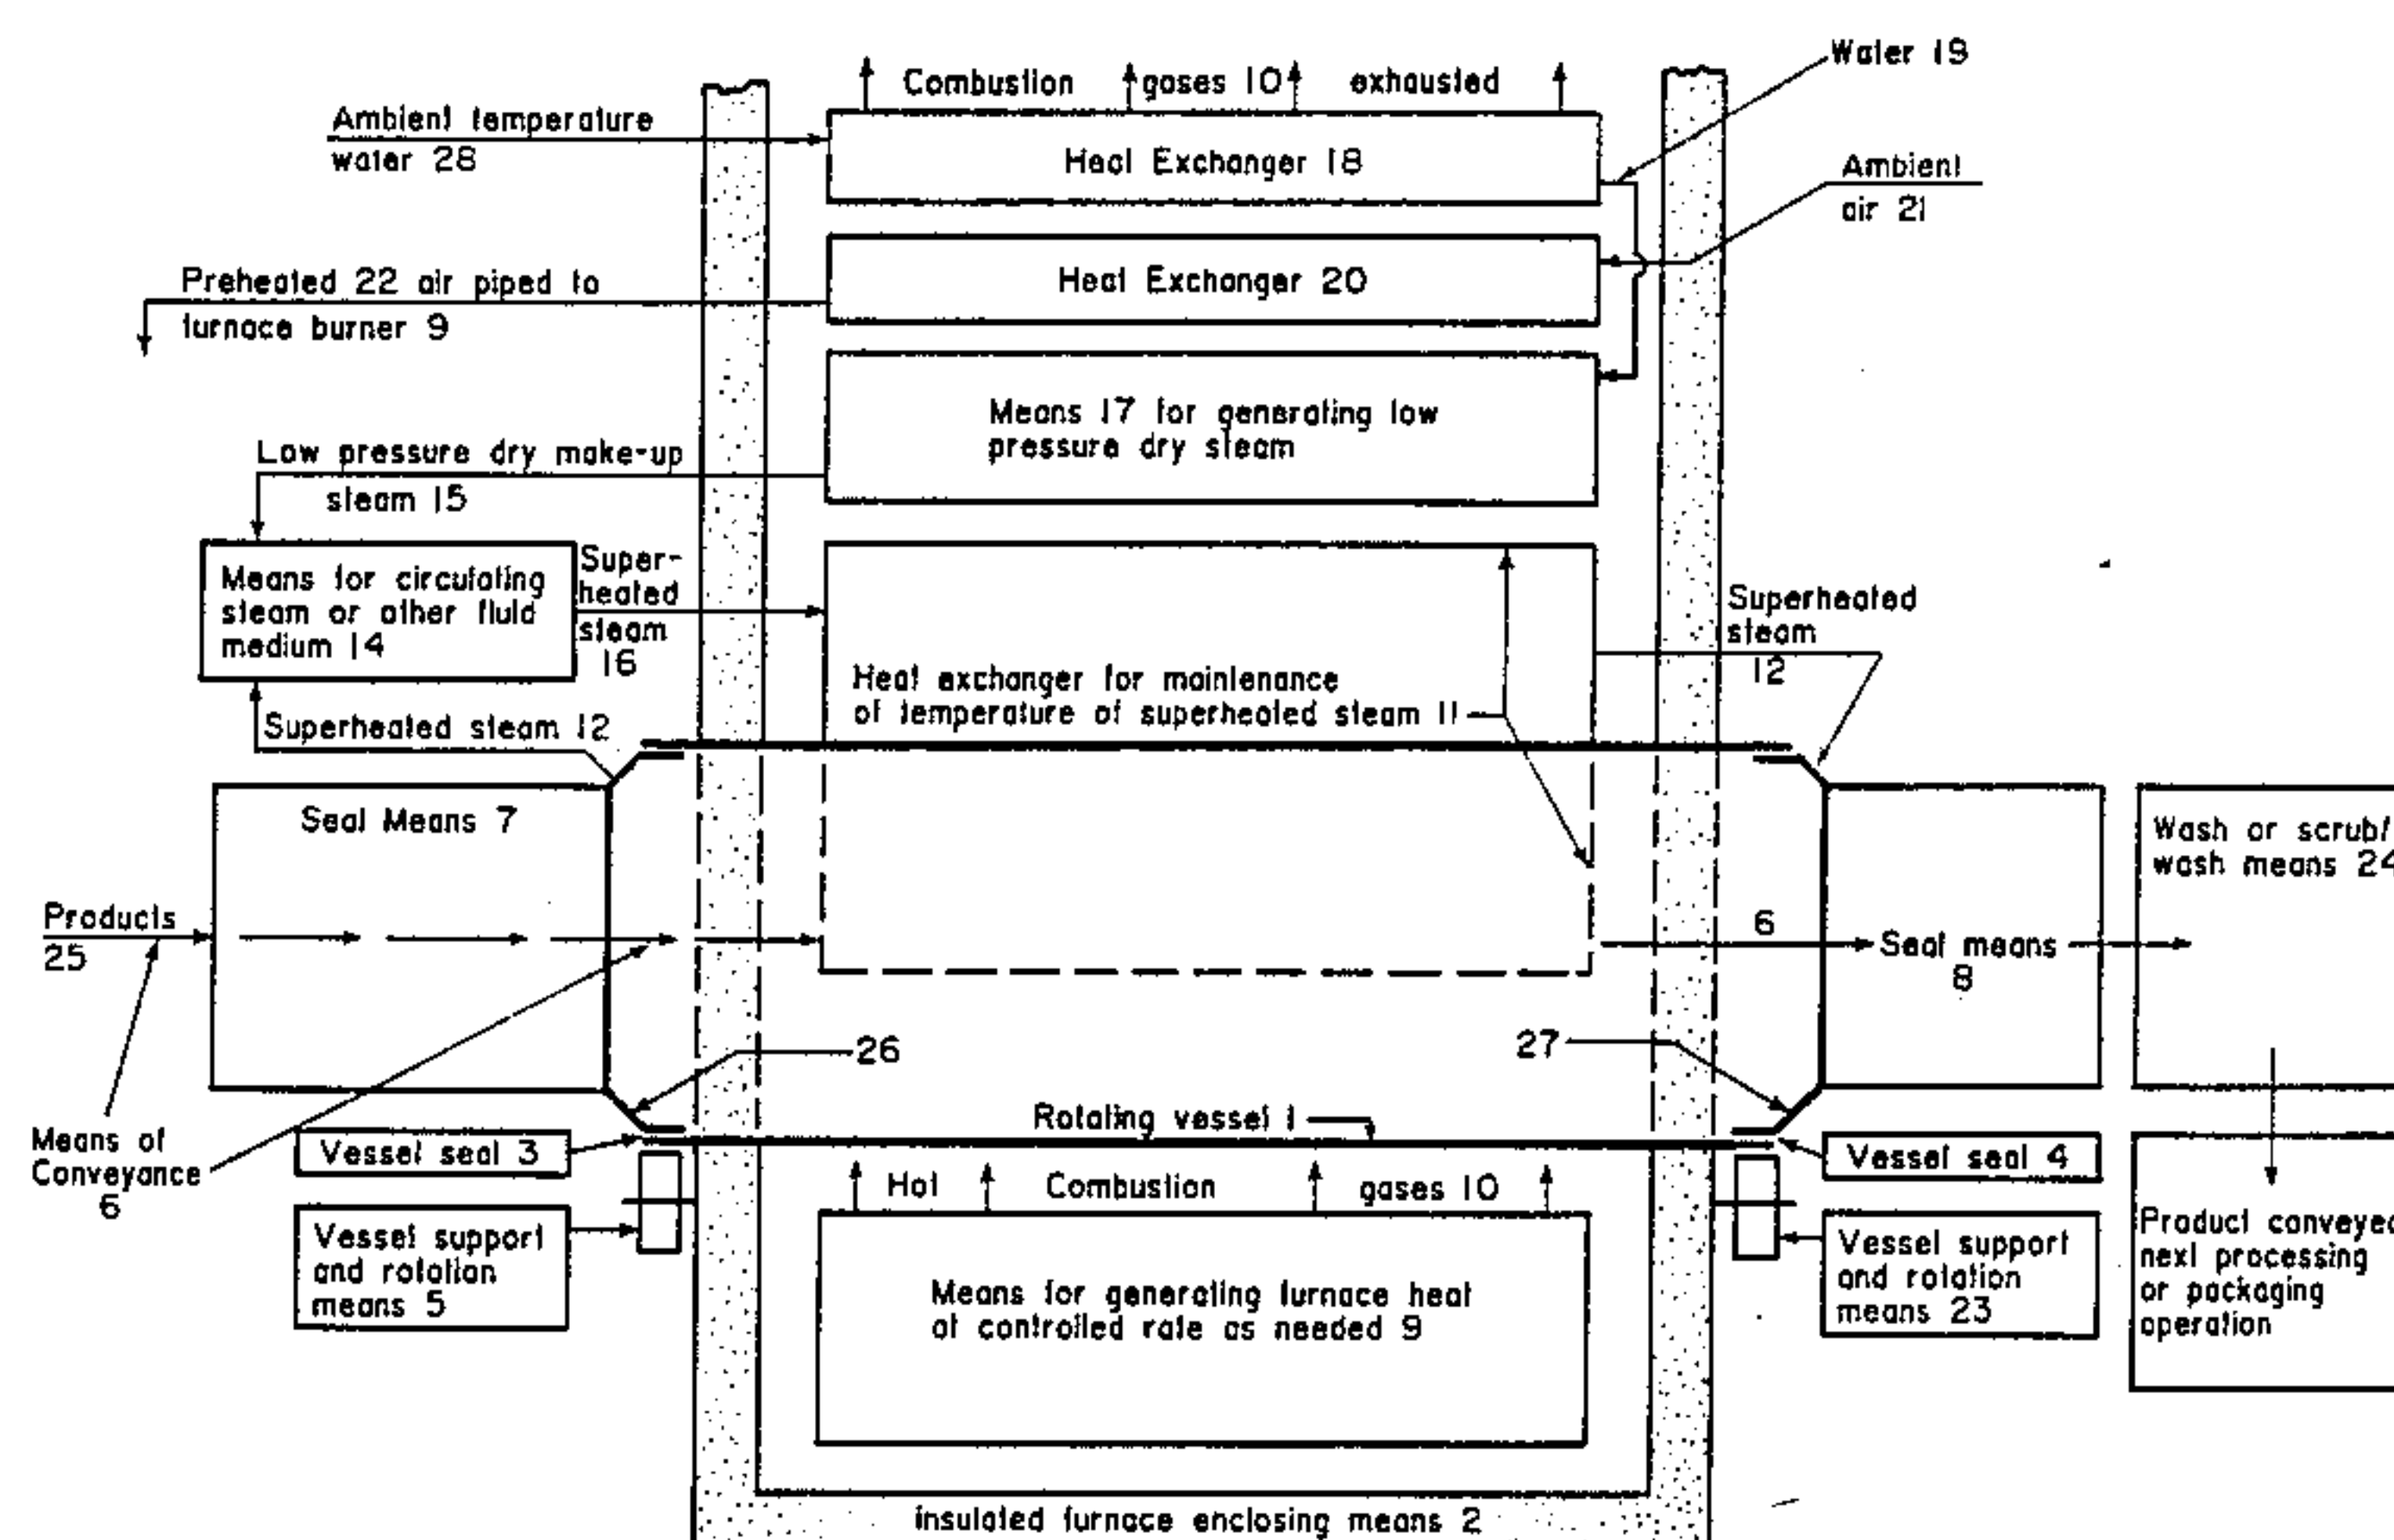 Combustion gases 10 exhausted
Water 19
Ambient temperature
water 28
Heat Exchanger 18
Ambient
air 21
Preheated 22 air piped to
furnace burner 9
Heat Exchanger 20
Means 17 for generating low
pressure dry steam
Low pressure dry make-up
steam 15
Means for circulating
steam or other fluid
medium 14
Super-
heated
steam
16
Superheated
steam
12
Heat exchanger for maintenance
of temperature of superheated steam 11
Superheated steam 12
Seal Means 7
Wash or scrub/
wash means 24
Products
25
6
Seal means
8
26
27
Means of
Conveyance
6
Rotating vessel 1
Vessel seal 3
Vessel seal 4
Hot Combustion gases 10
Vessel support
and rotation
means 5
Means for generating furnace heat
at controlled rate as needed 9
Vessel support
and rotation
means 23
Product conveyed
next processing
or packaging
operation
insulated furnace enclosing means 2